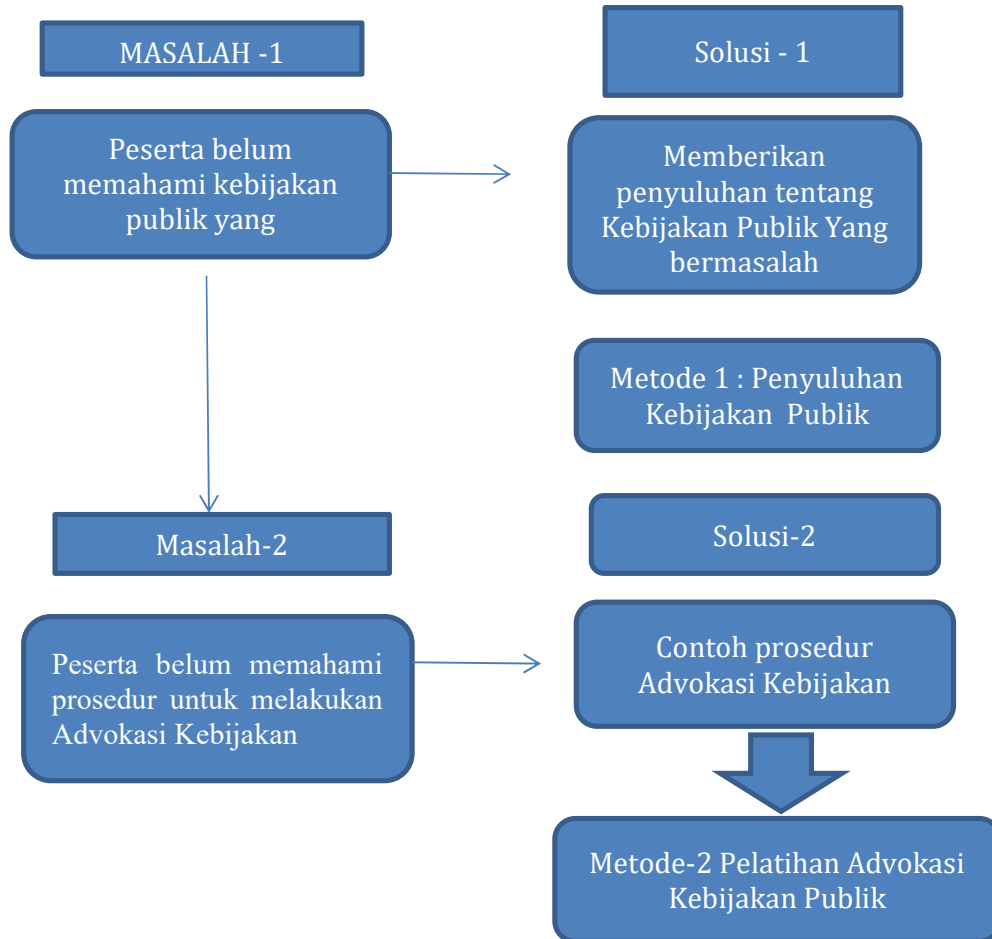 MASALAH -1
Peserta belum
memahami kebijakan
publik yang
Solusi - 1
Memberikan
penyuluhan tentang
Kebijakan Publik Yang
bermasalah
Metode 1 : Penyuluhan
Kebijakan Publik
Masalah-2
Peserta belum memahami
prosedur untuk melakukan
Advokasi Kebijakan
Solusi-2
Contoh prosedur
Advokasi Kebijakan
Metode-2 Pelatihan Advokasi
Kebijakan Publik